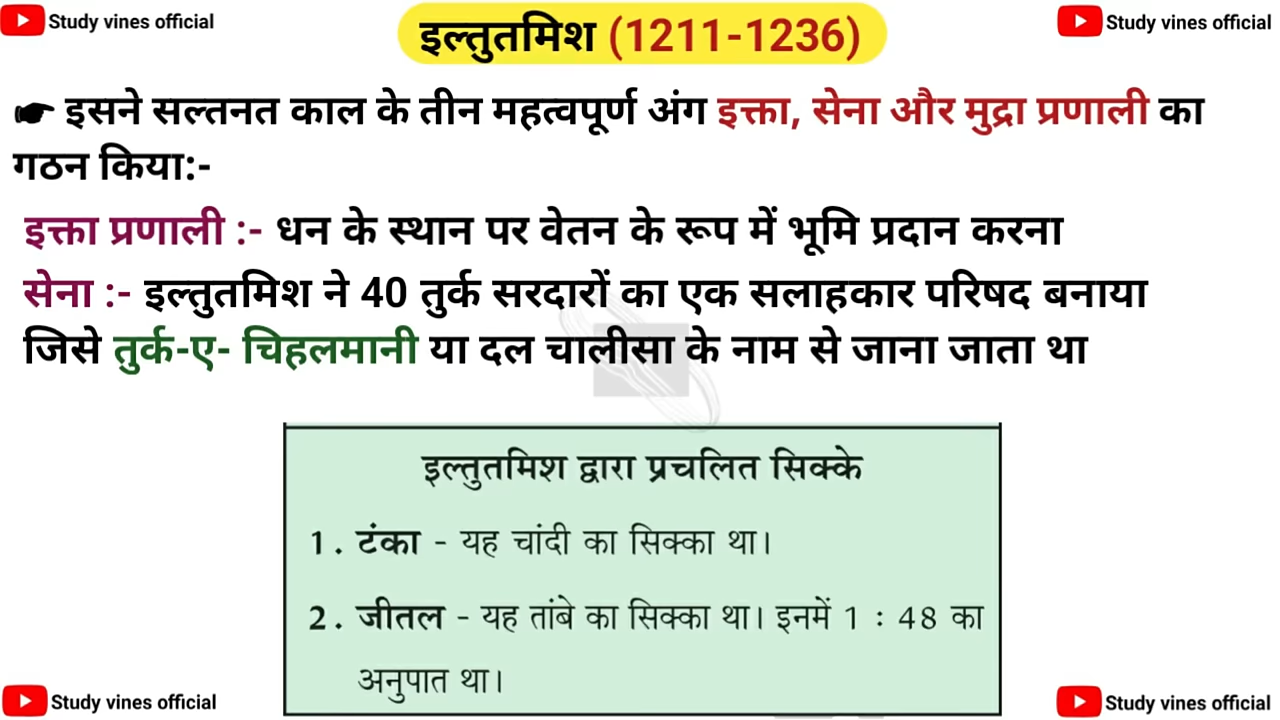 Study vines official
इल्तुतमिश (1211-1236)
Study vines official
☛ इसने सल्तनत काल के तीन महत्वपूर्ण अंग इक्ता, सेना और मुद्रा प्रणाली का
गठन किया:-
इक्ता प्रणाली :- धन के स्थान पर वेतन के रूप में भूमि प्रदान करना
सेना :- इल्तुतमिश ने 40 तुर्क सरदारों का एक सलाहकार परिषद बनाया
जिसे तुर्क-ए- चिहलमानी या दल चालीसा के नाम से जाना जाता था
इल्तुतमिश द्वारा प्रचलित सिक्के
1. टंका - यह चांदी का सिक्का था।
2. जीतल - यह तांबे का सिक्का था। इनमें 1 : 48 का
अनुपात था।
Study vines official
Study vines official